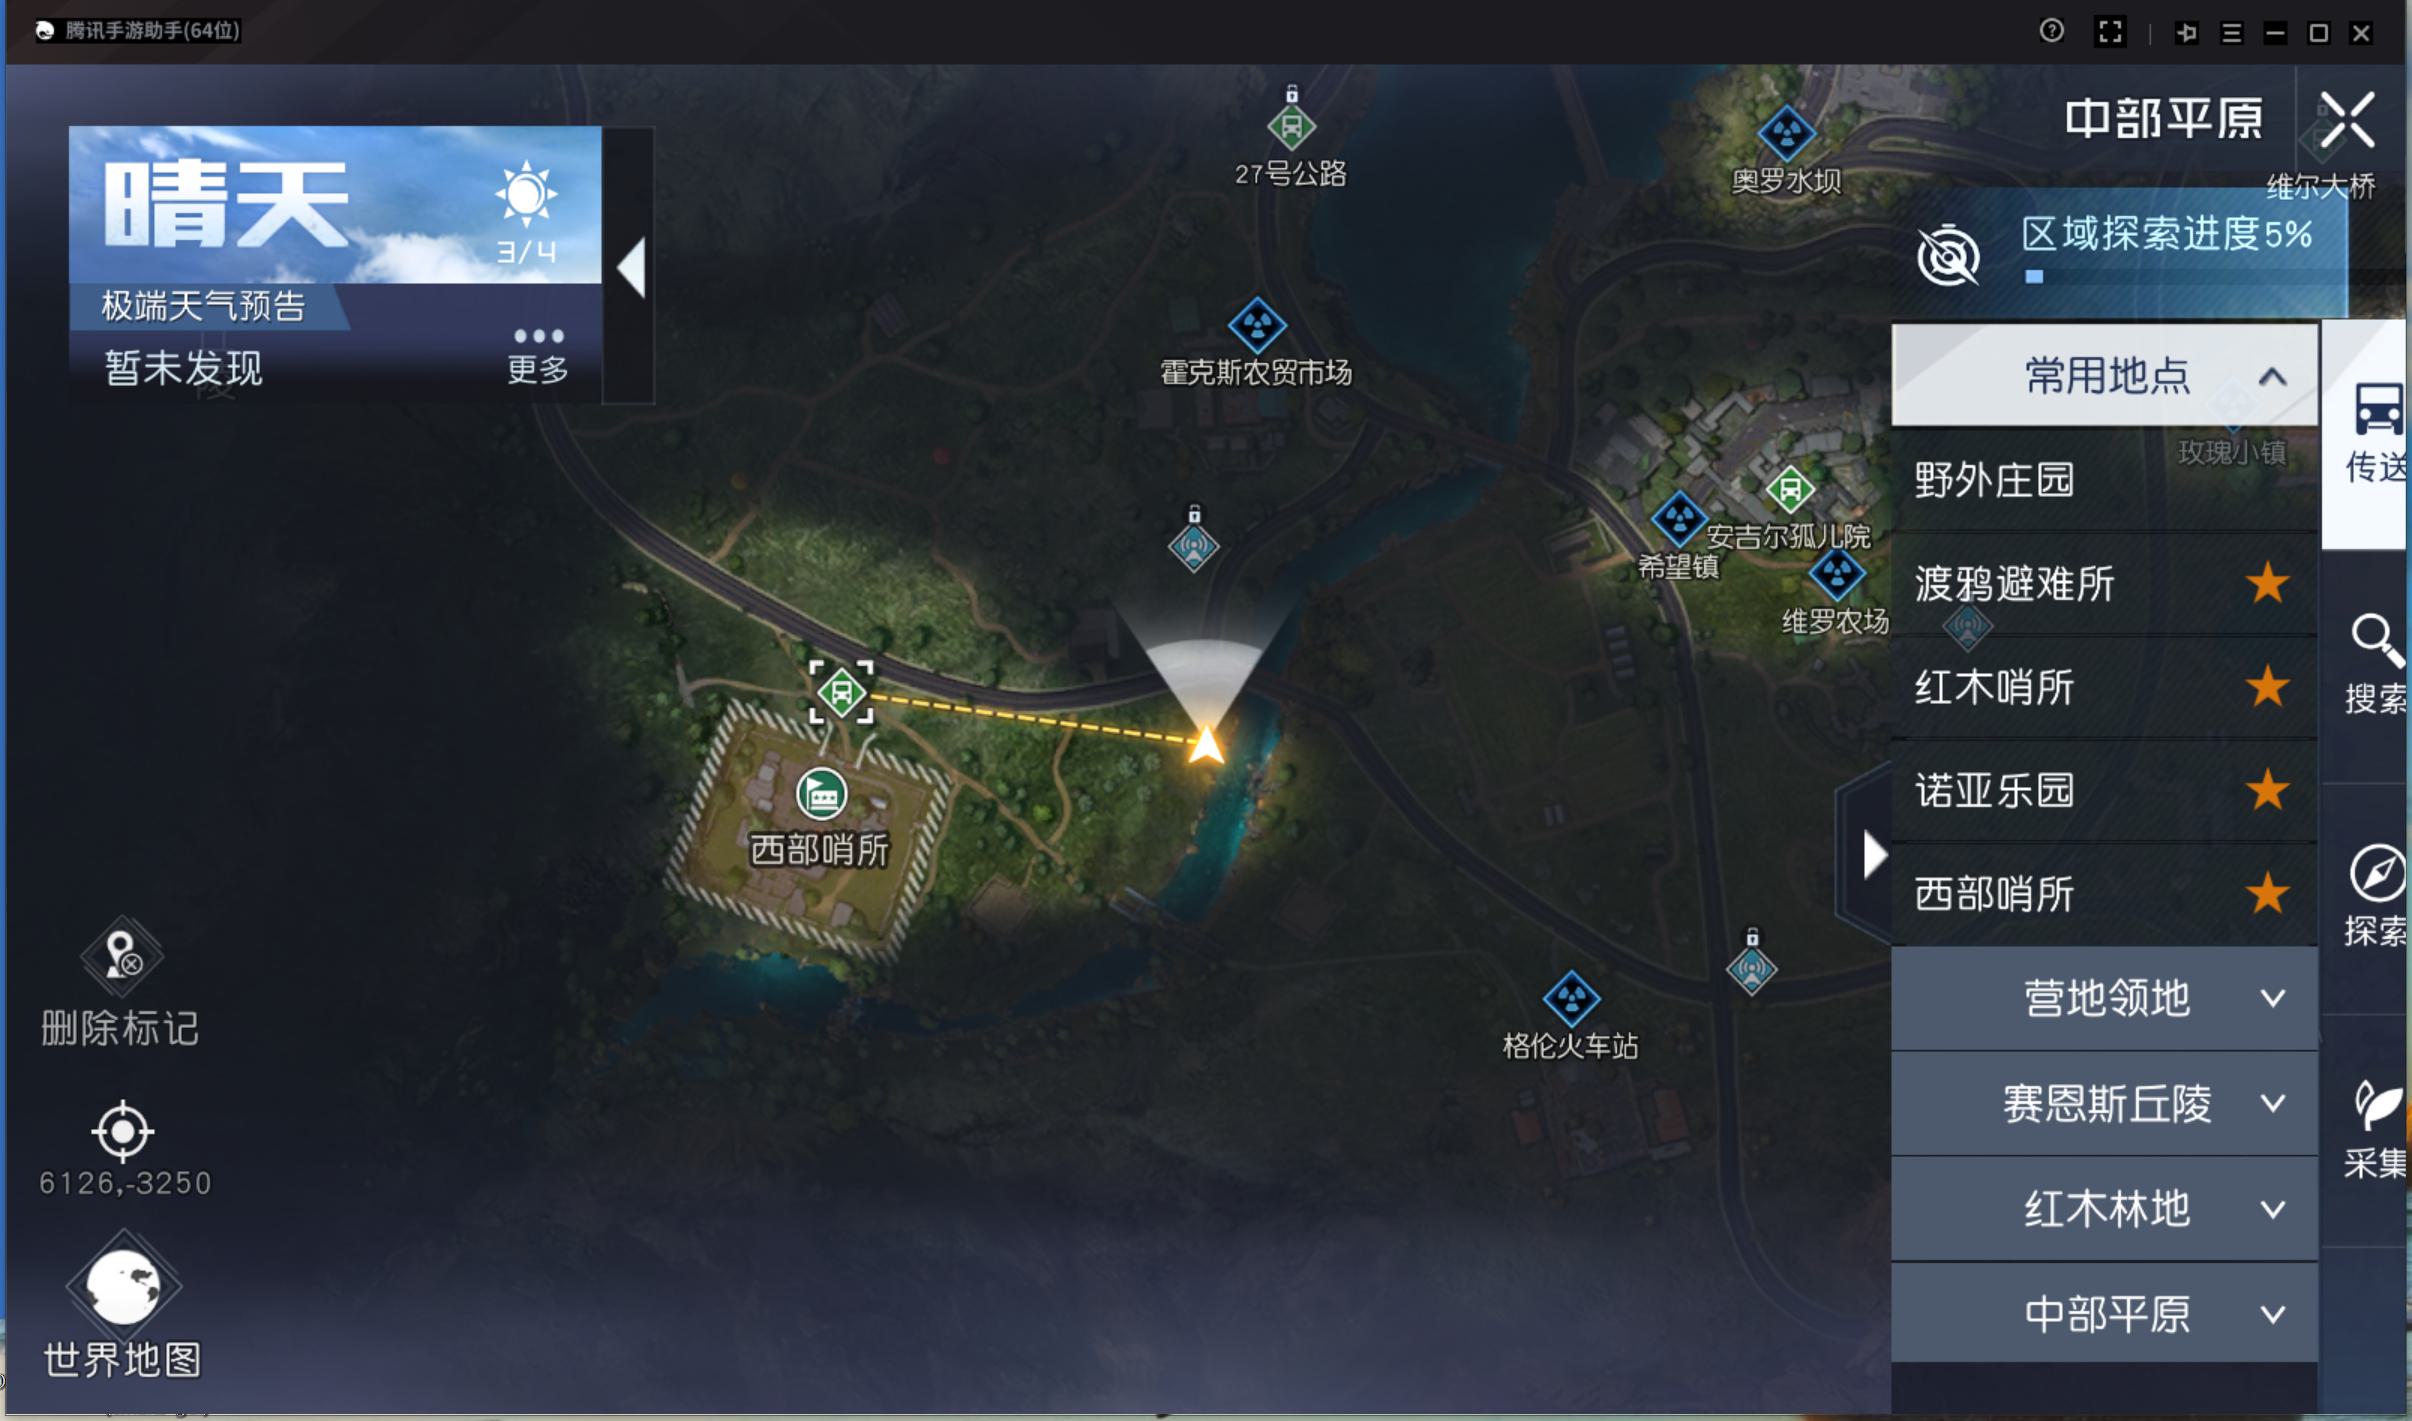 腾讯手游助手(64位)
27号公路
奥罗水坝
中部平原
维尔大桥
晴天
3/4
极端天气预告
暂未发现
更多
区域探索进度5%
霍克斯农贸市场
常用地点
玫瑰小镇
传送
野外庄园
安吉尔孤儿院
希望镇
渡鸦避难所
维罗农场
红木哨所
搜索
诺亚乐园
西部哨所
西部哨所
探索
删除标记
营地领地
格伦火车站
赛恩斯丘陵
采集
6126,-3250
红木林地
中部平原
世界地图